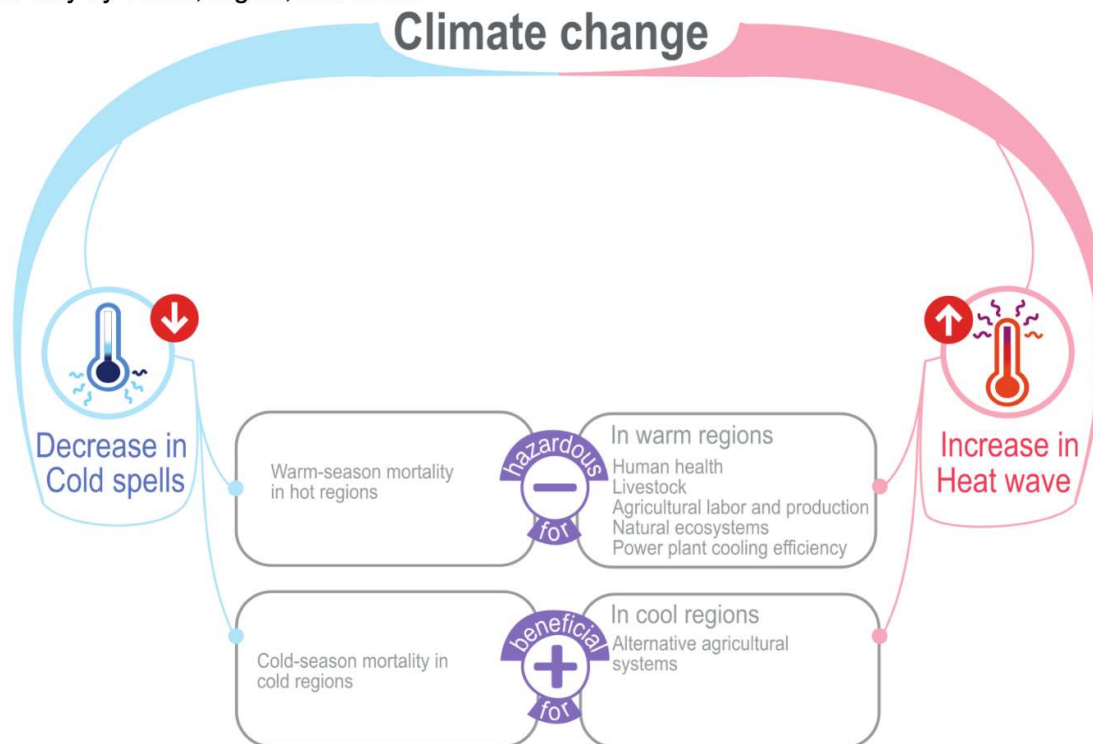 Climate change
Decrease in
Cold spells
Increase in
Heat wave
Warm-season mortality
in hot regions
hazardous
for
In warm regions
Human health
Livestock
Agricultural labor and production
Natural ecosystems
Power plant cooling efficiency
Cold-season mortality in
cold regions
beneficial
for
In cool regions
Alternative agricultural
systems